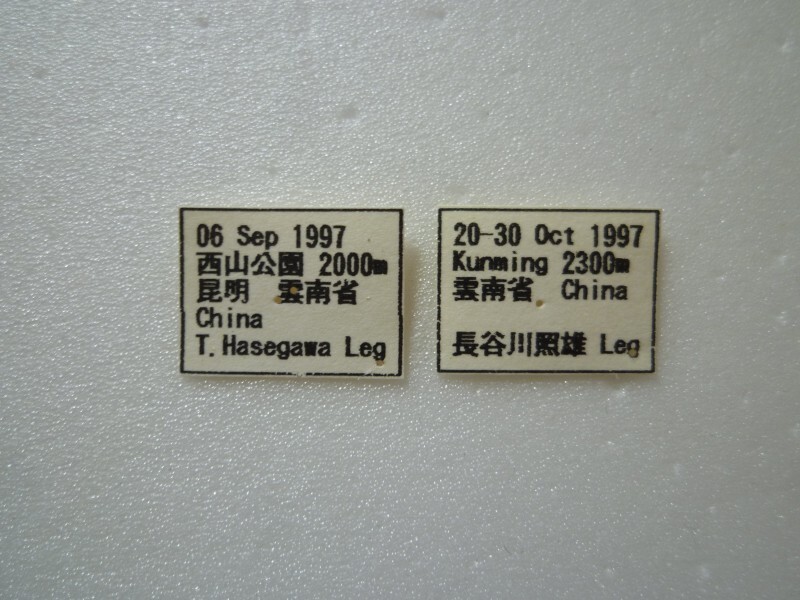 06 Sep 1997
西山公園 2000m
昆明 雲南省
China
T. Hasegawa Leg
20-30 Oct 1997
Kunming 2300m
雲南省 China
長谷川照雄 Leg